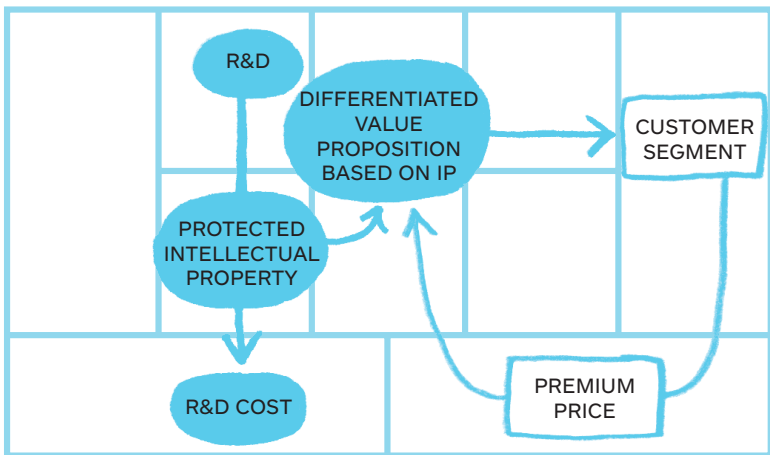 R&D
DIFFERENTIATED
VALUE
PROPOSITION
BASED ON IP
CUSTOMER
SEGMENT
PROTECTED
INTELLECTUAL
PROPERTY
R&D COST
PREMIUM
PRICE